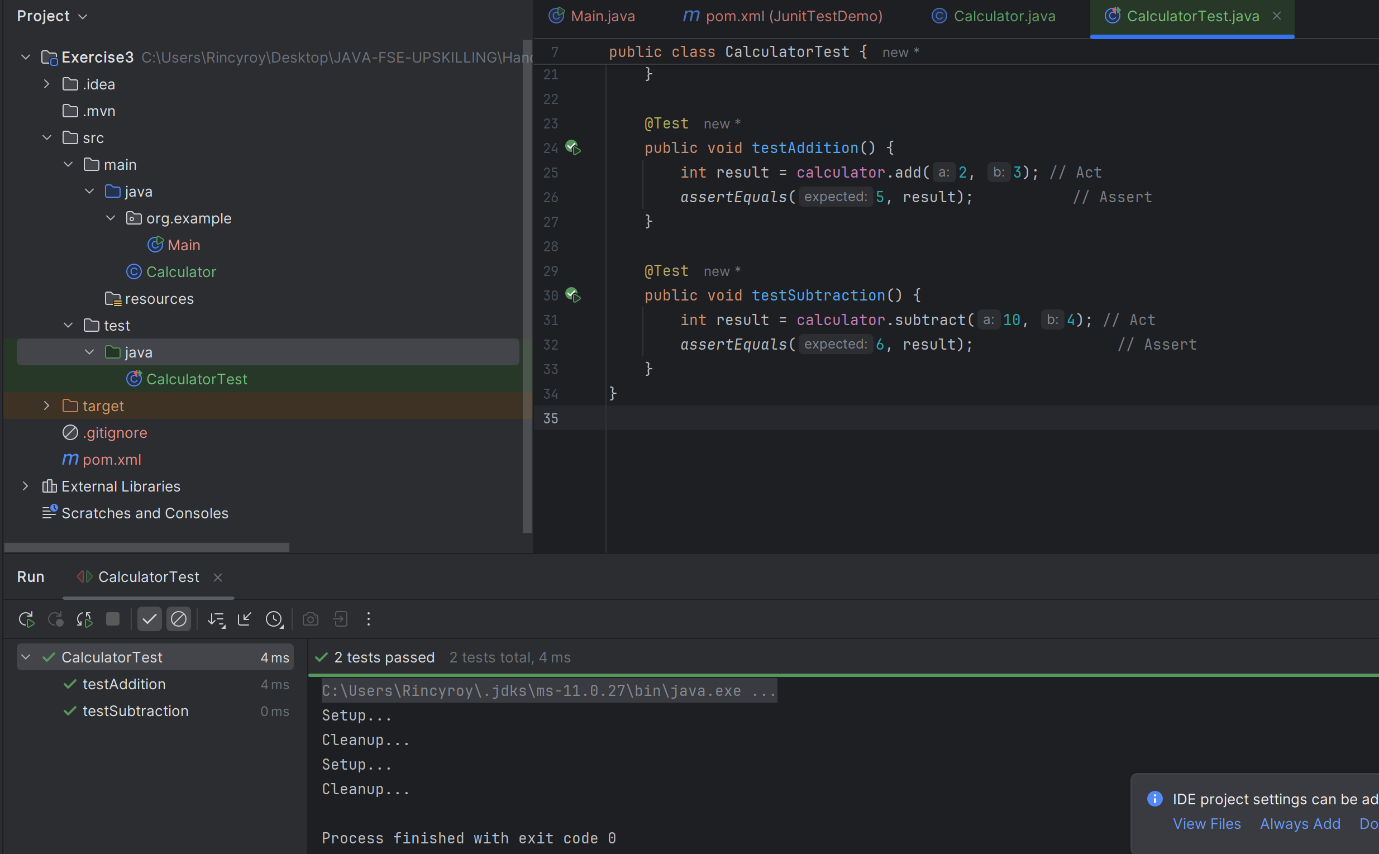 Project
Exercise3 C:\Users\Rincyroy\Desktop\JAVA-FSE-UPSKILLING\Hand
.idea
.mvn
src
main
java
org.example
Main
Calculator
resources
test
java
CalculatorTest
target
.gitignore
pom.xml
External Libraries
Scratches and Consoles
Main.java pom.xml (JunitTestDemo) Calculator.java CalculatorTest.java
7 public class CalculatorTest { new *
21 }
22
23 @Test new *
24 public void testAddition() {
25 int result = calculator.add( a: 2, b: 3); // Act
26 assertEquals( expected: 5, result); // Assert
27 }
28
29 @Test new *
30 public void testSubtraction() {
31 int result = calculator.subtract( a: 10, b: 4); // Act
32 assertEquals( expected: 6, result); // Assert
33 }
34 }
35
Run CalculatorTest
CalculatorTest 4 ms
testAddition 4 ms
testSubtraction 0 ms
2 tests passed 2 tests total, 4 ms
C:\Users\Rincyroy\.jdks\ms-11.0.27\bin\java.exe ...
Setup...
Cleanup...
Setup...
Cleanup...
Process finished with exit code 0
IDE project settings can be ad
View Files Always Add Do